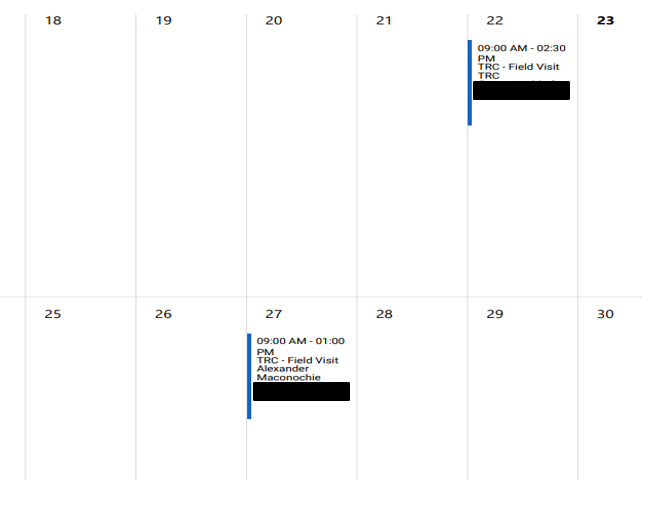 18 19 20 21 22 23
09:00 AM - 02:30
PM
TRC - Field Visit
TRC
25 26 27 28 29 30
09:00 AM - 01:00
PM
TRC - Field Visit
Alexander
Maconochie